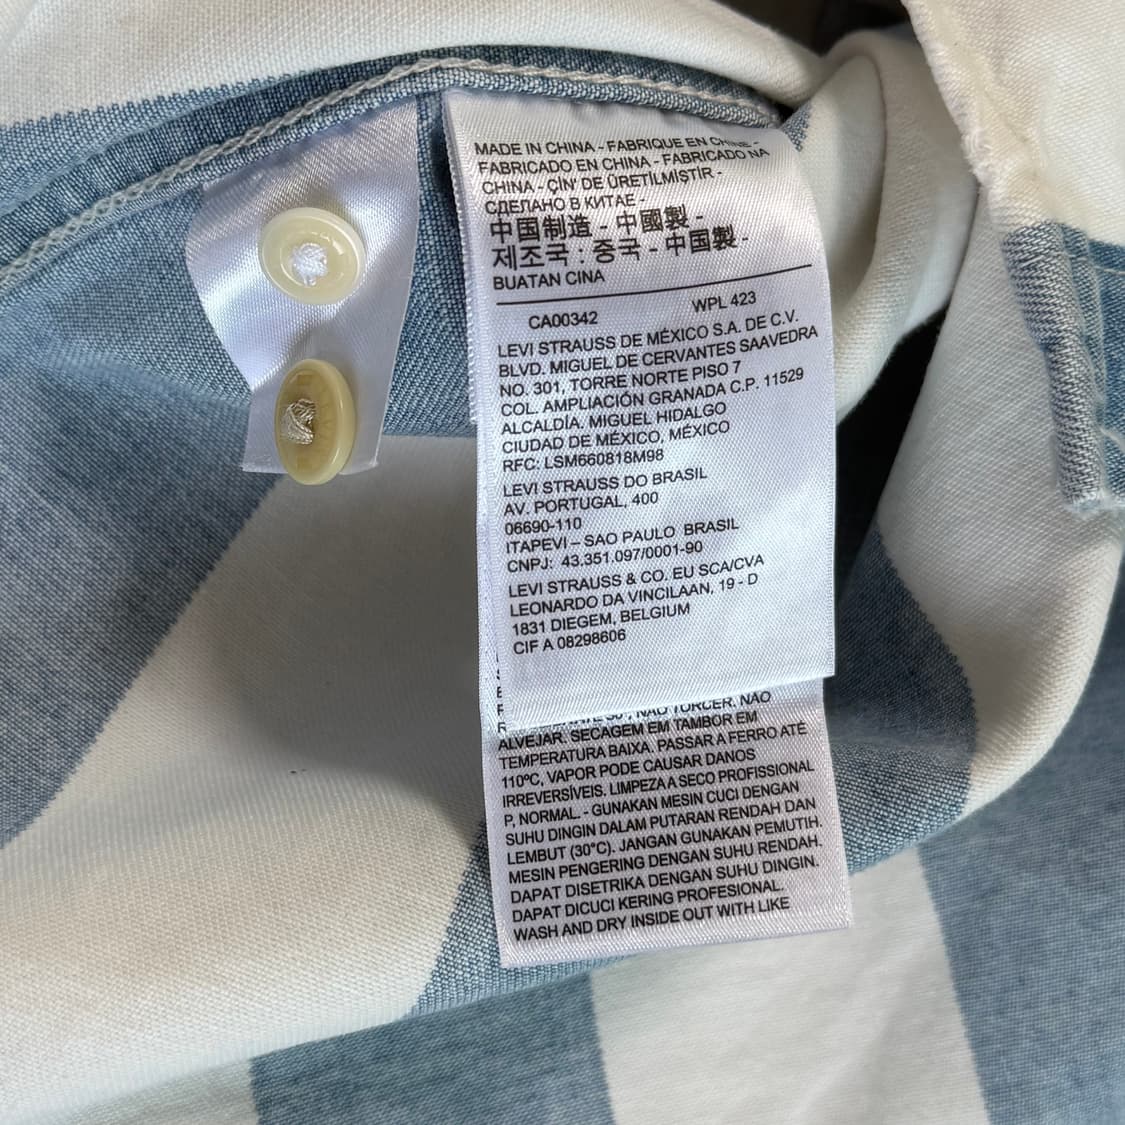 MADE IN CHINA - FABRIQUE EN CHINE -
FABRICADO EN CHINA - FABRICADO NA
CHINA - ÇİN' DE ÜRETİLMİŞTİR -
СДЕЛАНО В КИТАЕ -
中国制造 - 中國製 -
제조국 : 중국 - 中国製 -
BUATAN CINA
CA00342 WPL 423
LEVI STRAUSS DE MÉXICO S.A. DE C.V.
BLVD. MIGUEL DE CERVANTES SAAVEDRA
NO. 301, TORRE NORTE PISO 7
COL. AMPLIACIÓN GRANADA C.P. 11529
ALCALDÍA. MIGUEL HIDALGO
CIUDAD DE MÉXICO, MÉXICO
RFC: LSM660818M98
LEVI STRAUSS DO BRASIL
AV. PORTUGAL, 400
06690-110
ITAPEVI – SAO PAULO BRASIL
CNPJ: 43.351.097/0001-90
LEVI STRAUSS & CO. EU SCA/CVA
LEONARDO DA VINCILAAN, 19 - D
1831 DIEGEM, BELGIUM
CIF A 08298606
NÃO TORCER. NÃO
ALVEJAR. SECAGEM EM TAMBOR EM
TEMPERATURA BAIXA. PASSAR A FERRO ATÉ
110ºC, VAPOR PODE CAUSAR DANOS
IRREVERSÍVEIS. LIMPEZA A SECO PROFISSIONAL
P, NORMAL. - GUNAKAN MESIN CUCI DENGAN
SUHU DINGIN DALAM PUTARAN RENDAH DAN
LEMBUT (30°C). JANGAN GUNAKAN PEMUTIH.
MESIN PENGERING DENGAN SUHU RENDAH.
DAPAT DISETRIKA DENGAN SUHU DINGIN.
DAPAT DICUCI KERING PROFESIONAL.
WASH AND DRY INSIDE OUT WITH LIKE